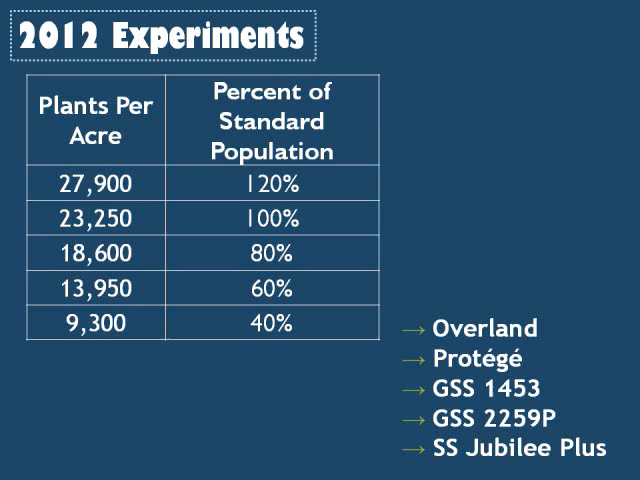 2012 Experiments
Plants Per
Acre
Percent of
Standard
Population
27,900 120%
23,250 100%
18,600 80%
13,950 60%
9,300 40%
→ Overland
→ Protégé
→ GSS 1453
→ GSS 2259P
→ SS Jubilee Plus